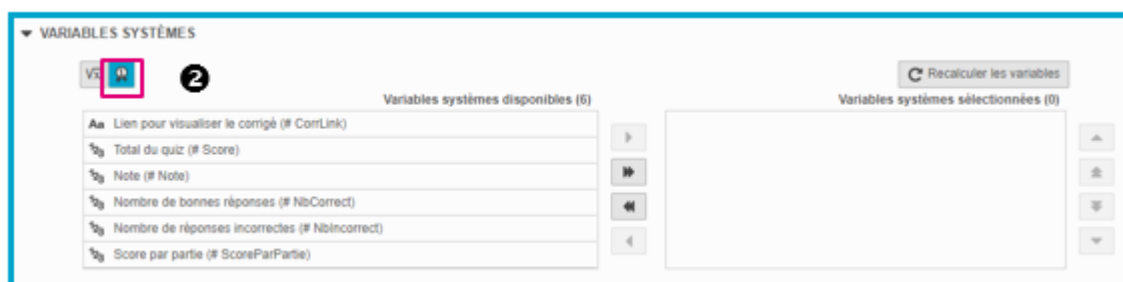 VARIABLES SYSTÈMES
2
Recalculer les variables
Variables systèmes disponibles (6)
Variables systèmes sélectionnées (0)
Aa Lien pour visualiser le corrigé (# CorrLink)
Total du quiz (# Score)
Note (# Note)
Nombre de bonnes réponses (# NbCorrect)
Nombre de réponses incorrectes (# NbIncorrect)
Score par partie (# ScoreParPartie)